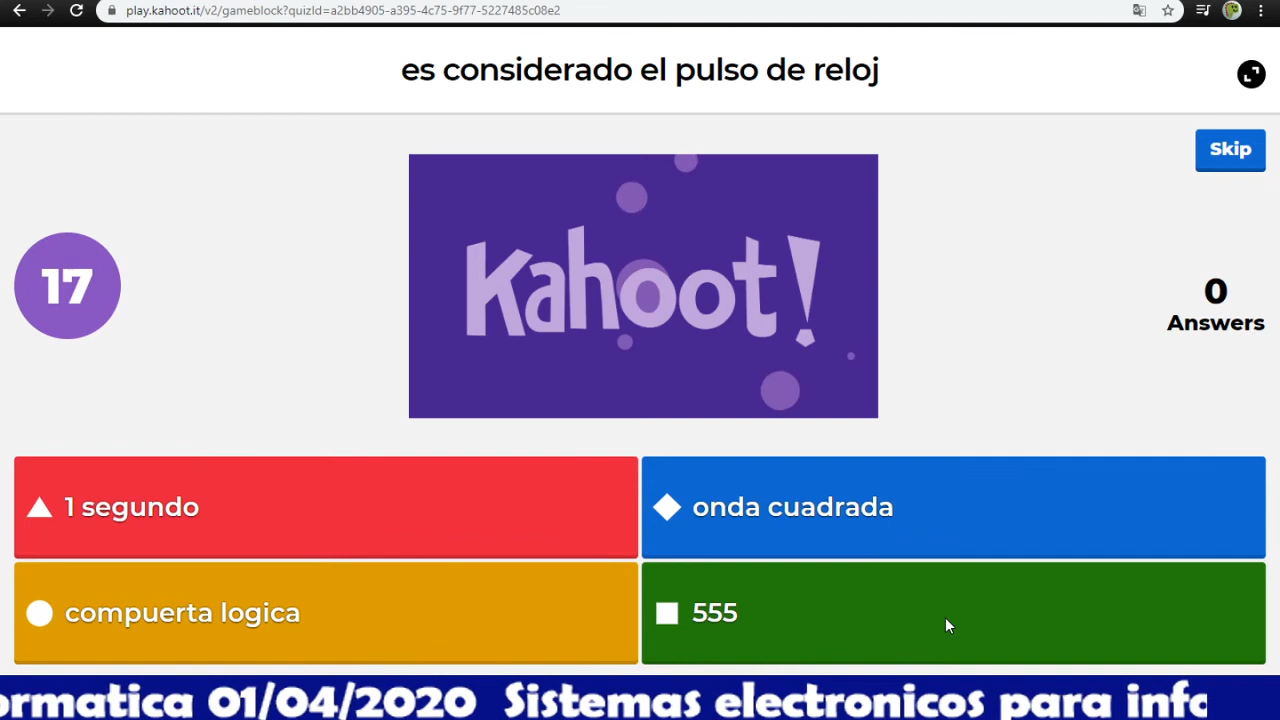 play.kahoot.it/v2/gameblock?quizId=a2bb4905-a395-4c75-9f77-5227485c08e2
es considerado el pulso de reloj
Skip
Kahoot!
17
0
Answers
1 segundo
onda cuadrada
compuerta logica
555
ormatica 01/04/2020 Sistemas electronicos para info